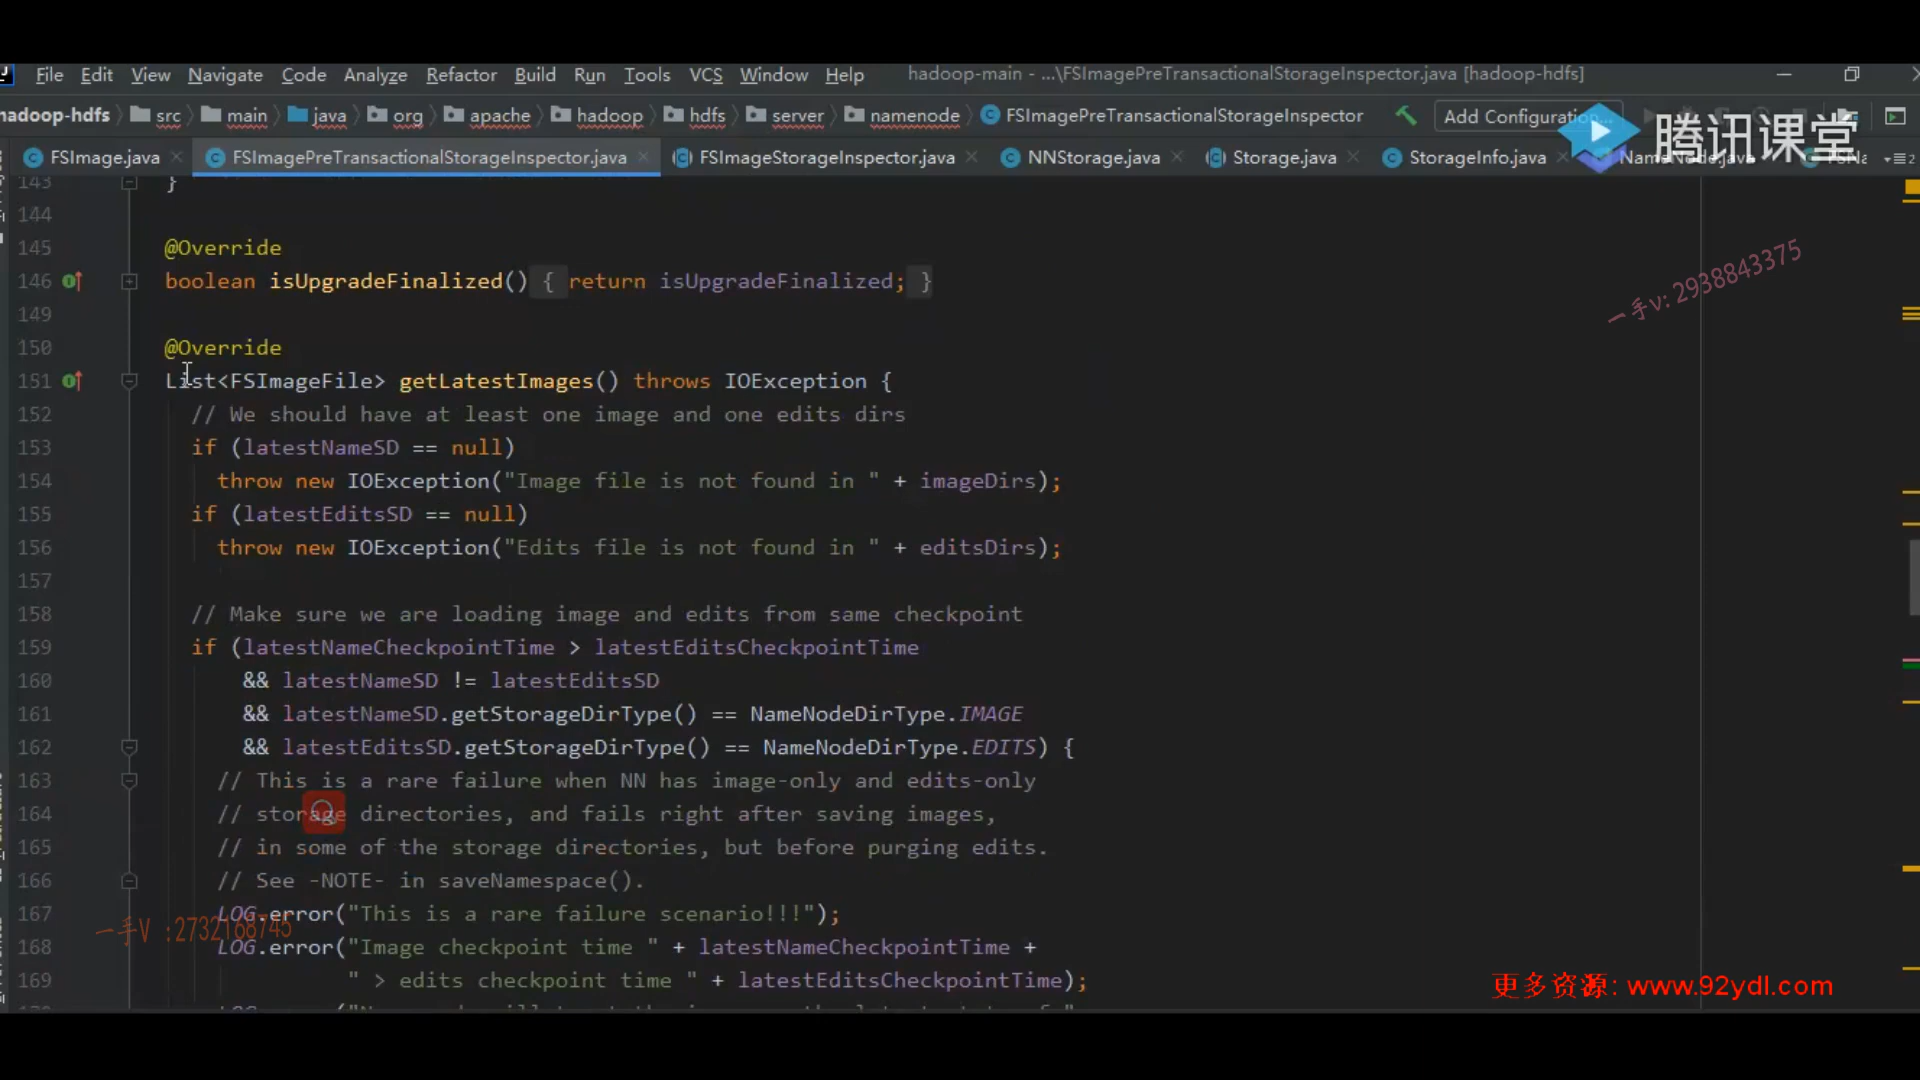 File Edit View Navigate Code Analyze Refactor Build Run Tools VCS Window Help hadoop-main - ...\FSImagePreTransactionalStorageInspector.java [hadoop-hdfs]
hadoop-hdfs src main java org apache hadoop hdfs server namenode FSImagePreTransactionalStorageInspector Add Configuration...
腾讯课堂
FSImage.java FSImagePreTransactionalStorageInspector.java FSImageStorageInspector.java NNStorage.java Storage.java StorageInfo.java NameNode.java
143 }
144
145 @Override
146 boolean isUpgradeFinalized() { return isUpgradeFinalized; }
149
一手v: 2938843375
150 @Override
151 List<FSImageFile> getLatestImages() throws IOException {
152 // We should have at least one image and one edits dirs
153 if (latestNameSD == null)
154 throw new IOException("Image file is not found in " + imageDirs);
155 if (latestEditsSD == null)
156 throw new IOException("Edits file is not found in " + editsDirs);
157
158 // Make sure we are loading image and edits from same checkpoint
159 if (latestNameCheckpointTime > latestEditsCheckpointTime
160 && latestNameSD != latestEditsSD
161 && latestNameSD.getStorageDirType() == NameNodeDirType.IMAGE
162 && latestEditsSD.getStorageDirType() == NameNodeDirType.EDITS) {
163 // This is a rare failure when NN has image-only and edits-only
164 // storage directories, and fails right after saving images,
165 // in some of the storage directories, but before purging edits.
166 // See -NOTE- in saveNamespace().
167 LOG.error("This is a rare failure scenario!!!");
一手V :2732168745
168 LOG.error("Image checkpoint time " + latestNameCheckpointTime +
169 " > edits checkpoint time " + latestEditsCheckpointTime);
更多资源: www.92ydl.com